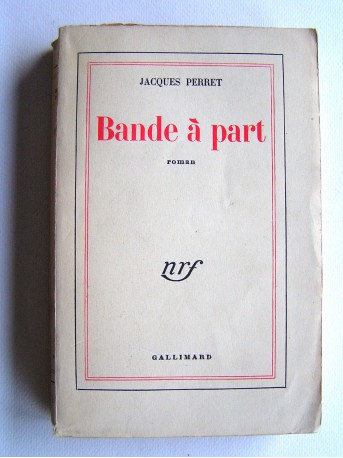 JACQUES PERRET
Bande à part
roman
nrf
GALLIMARD